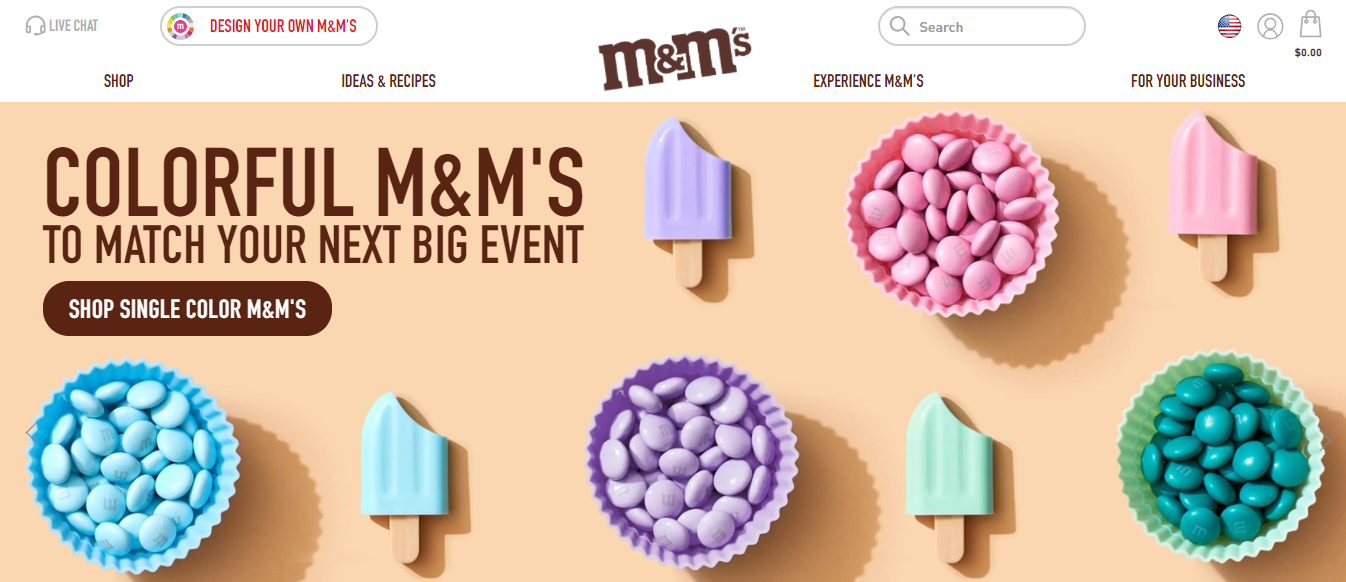 LIVE CHAT
m
DESIGN YOUR OWN M&M'S
m&m's™
Search
$0.00
SHOP
IDEAS & RECIPES
EXPERIENCE M&M'S
FOR YOUR BUSINESS
COLORFUL M&M'S
TO MATCH YOUR NEXT BIG EVENT
SHOP SINGLE COLOR M&M'S